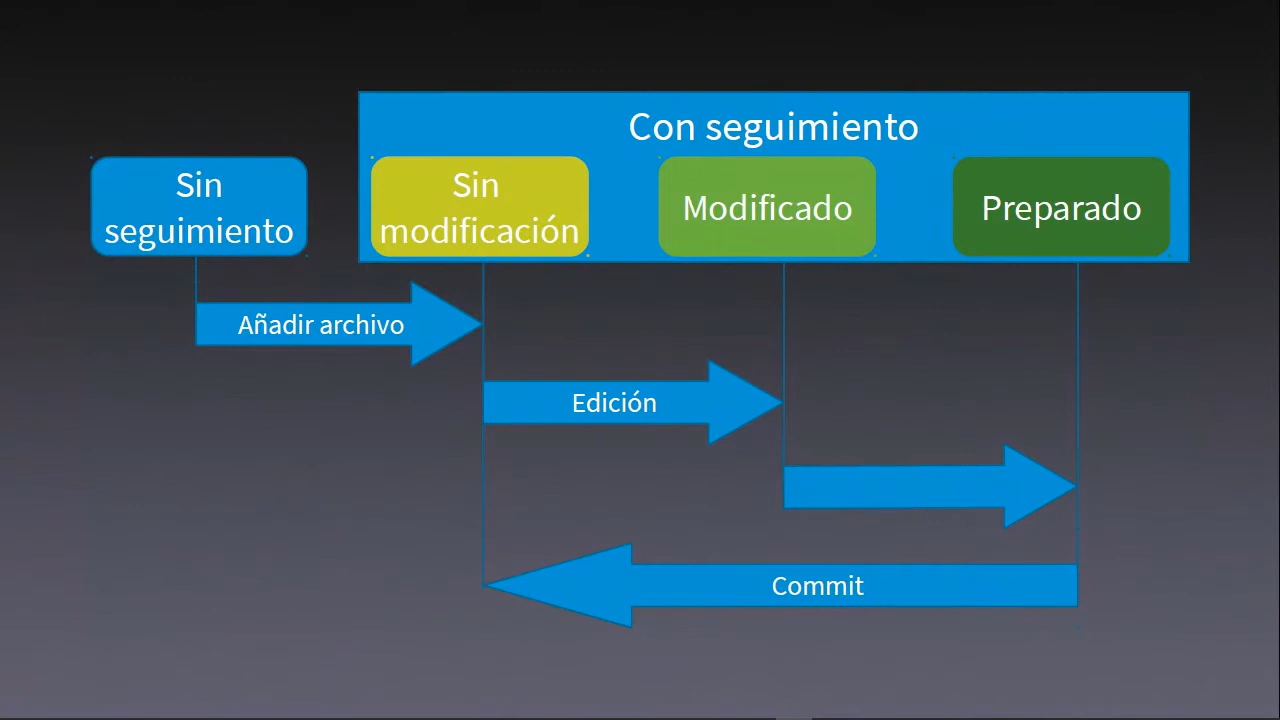 Con seguimiento
Sin
seguimiento
Sin
modificación
Modificado
Preparado
Añadir archivo
Edición
Commit